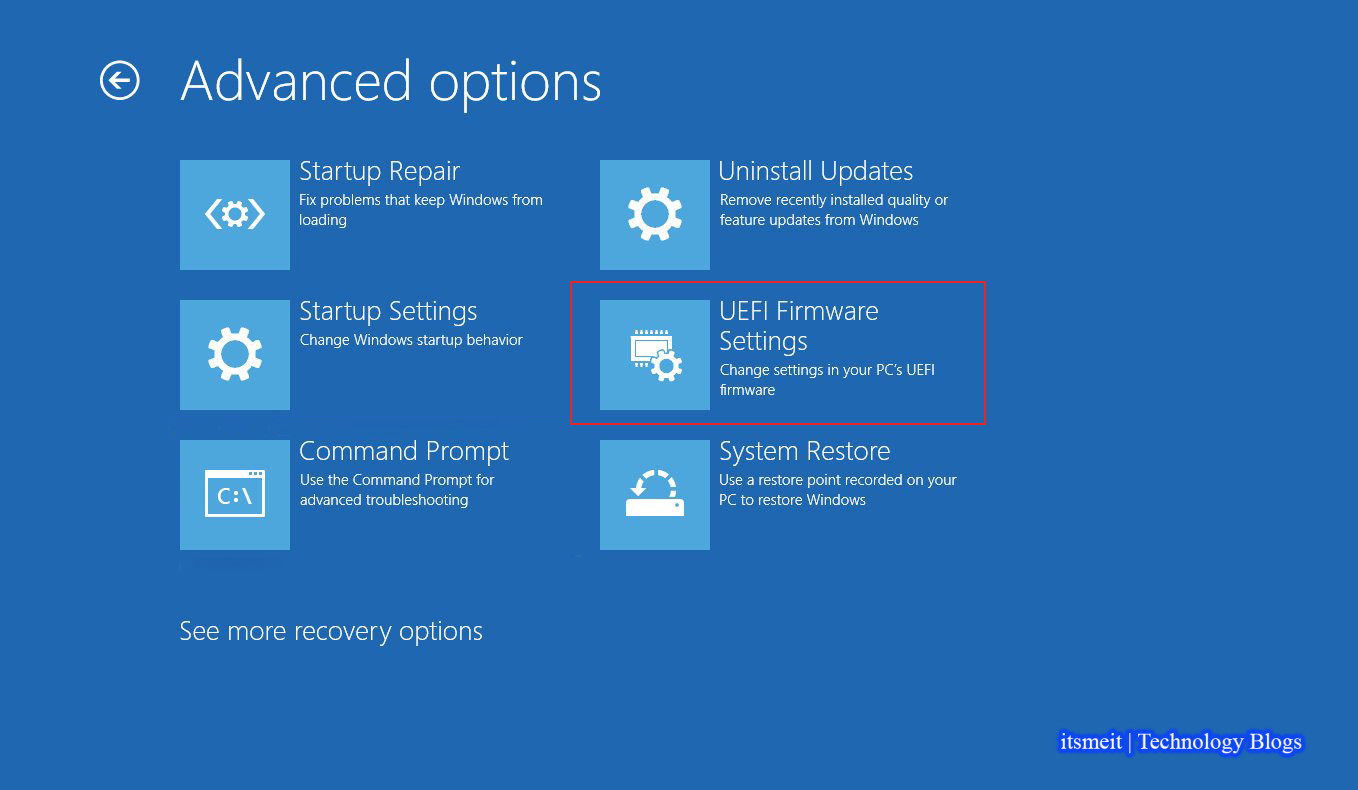 Advanced options
Startup Repair
Fix problems that keep Windows from
loading
Uninstall Updates
Remove recently installed quality or
feature updates from Windows
Startup Settings
Change Windows startup behavior
UEFI Firmware
Settings
Change settings in your PC’s UEFI
firmware
Command Prompt
Use the Command Prompt for
advanced troubleshooting
C:\
System Restore
Use a restore point recorded on your
PC to restore Windows
See more recovery options
itsmeit | Technology Blogs